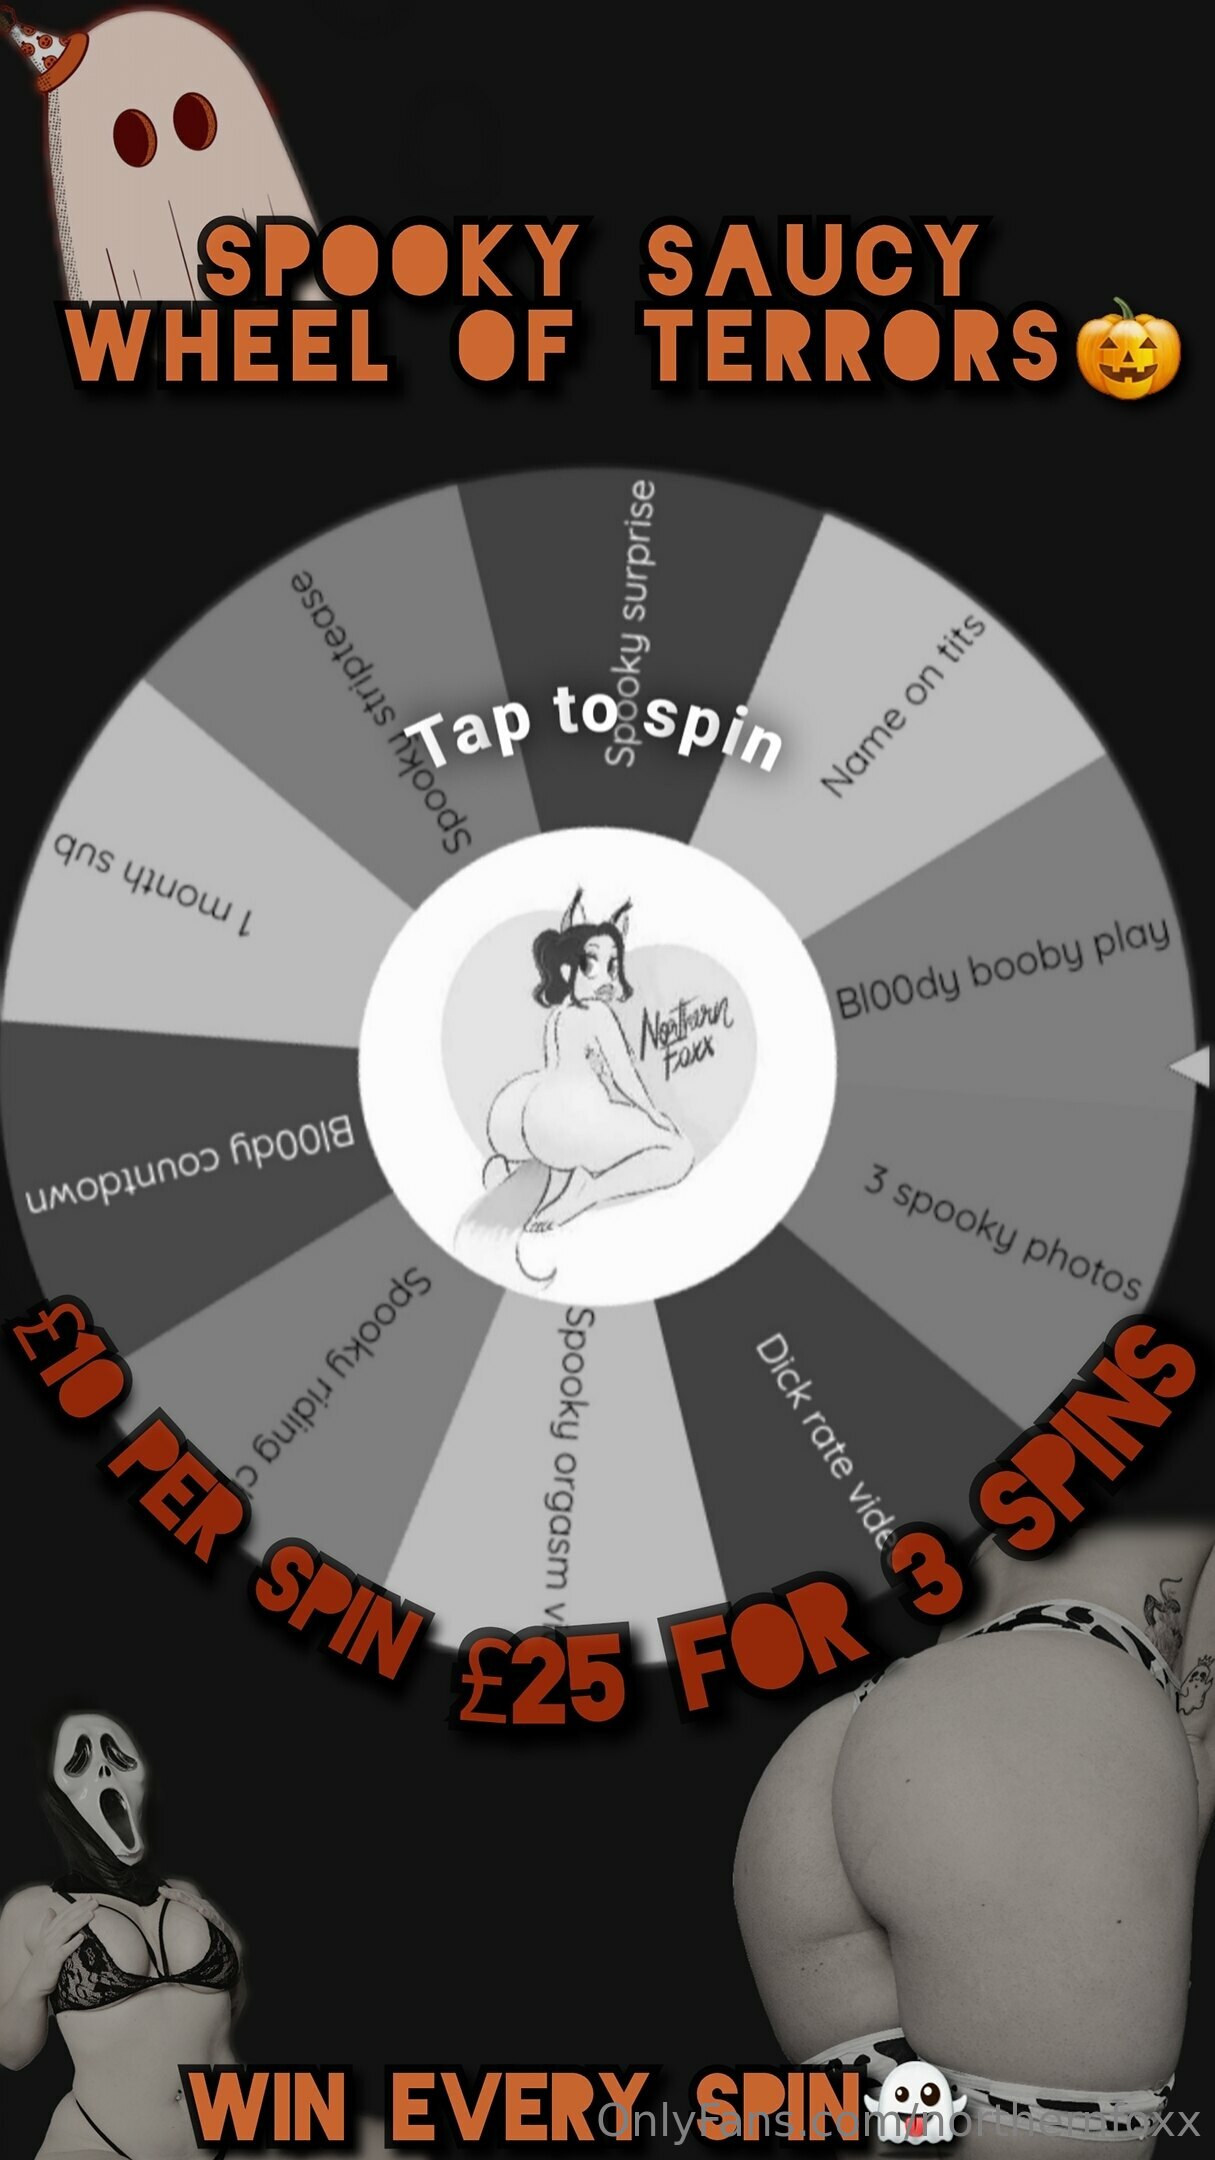 SPOOKY SAUCY
WHEEL OF TERRORS
Spooky surprise
Name on tits
Bl00dy booby play
3 spooky photos
Dick rate
Spooky orgasm
Spooky riding
Bl00dy countdown
1 month sub
Spooky striptease
Tap to spin
Northern
Foxx
£10 PER SPIN £25 FOR 3 SPINS
WIN EVERY SPIN
OnlyFans.com/northernfoxx